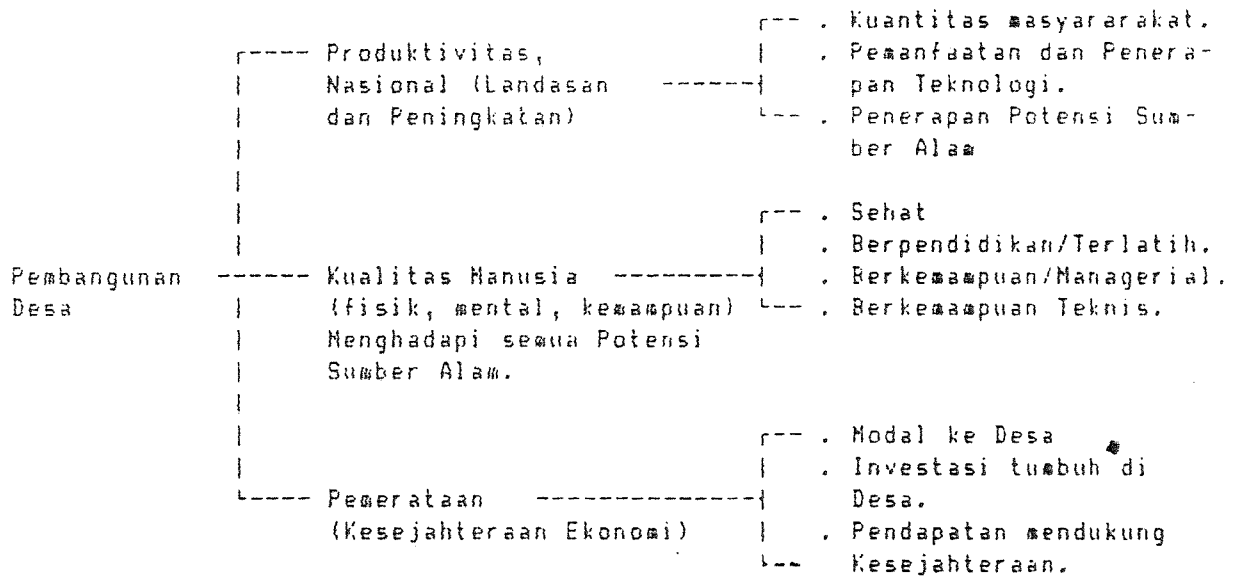 Pembangunan
Desa
Produktivitas,
Nasional (Landasan
dan Peningkatan)
. Kuantitas masyararakat.
. Pemanfaatan dan Penera-
pan Teknologi.
. Penerapan Potensi Sum-
ber Alam
Kualitas Manusia
(fisik, mental, kemampuan)
Menghadapi semua Potensi
Sumber Alam.
. Sehat
. Berpendidikan/Terlatih.
. Berkemampuan/Managerial.
. Berkemampuan Teknis.
Pemerataan
(Kesejahteraan Ekonomi)
. Modal ke Desa
. Investasi tumbuh di
Desa.
. Pendapatan mendukung
Kesejahteraan.